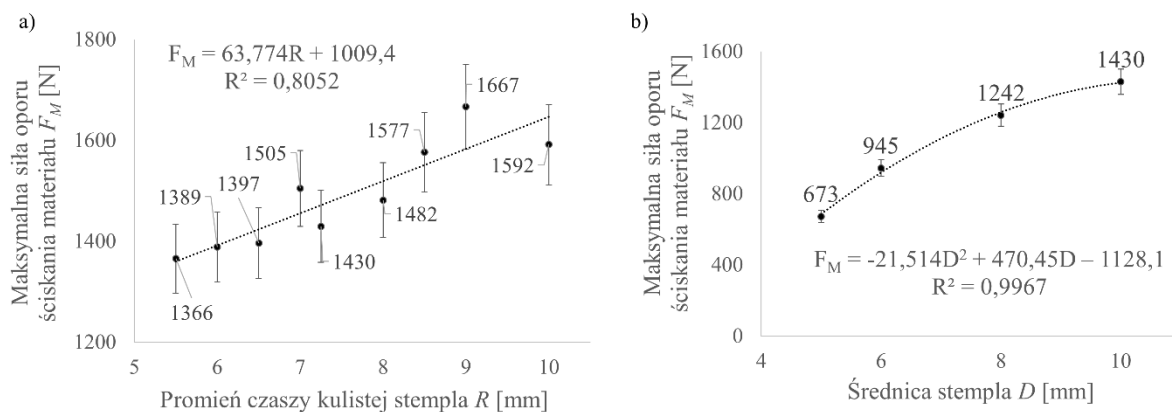 a)
Maksymalna siła oporu
ściskania materiału F_M [N]
1800
1600
1400
1200
F_M = 63,774R + 1009,4
R² = 0,8052
1366
1389
1397
1505
1430
1482
1577
1667
1592
5
6
7
8
9
10
Promień czaszy kulistej stempla R [mm]
b)
Maksymalna siła oporu
ściskania materiału F_M [N]
1600
1200
800
400
0
673
945
1242
1430
F_M = -21,514D² + 470,45D – 1128,1
R² = 0,9967
4
6
8
10
Średnica stempla D [mm]